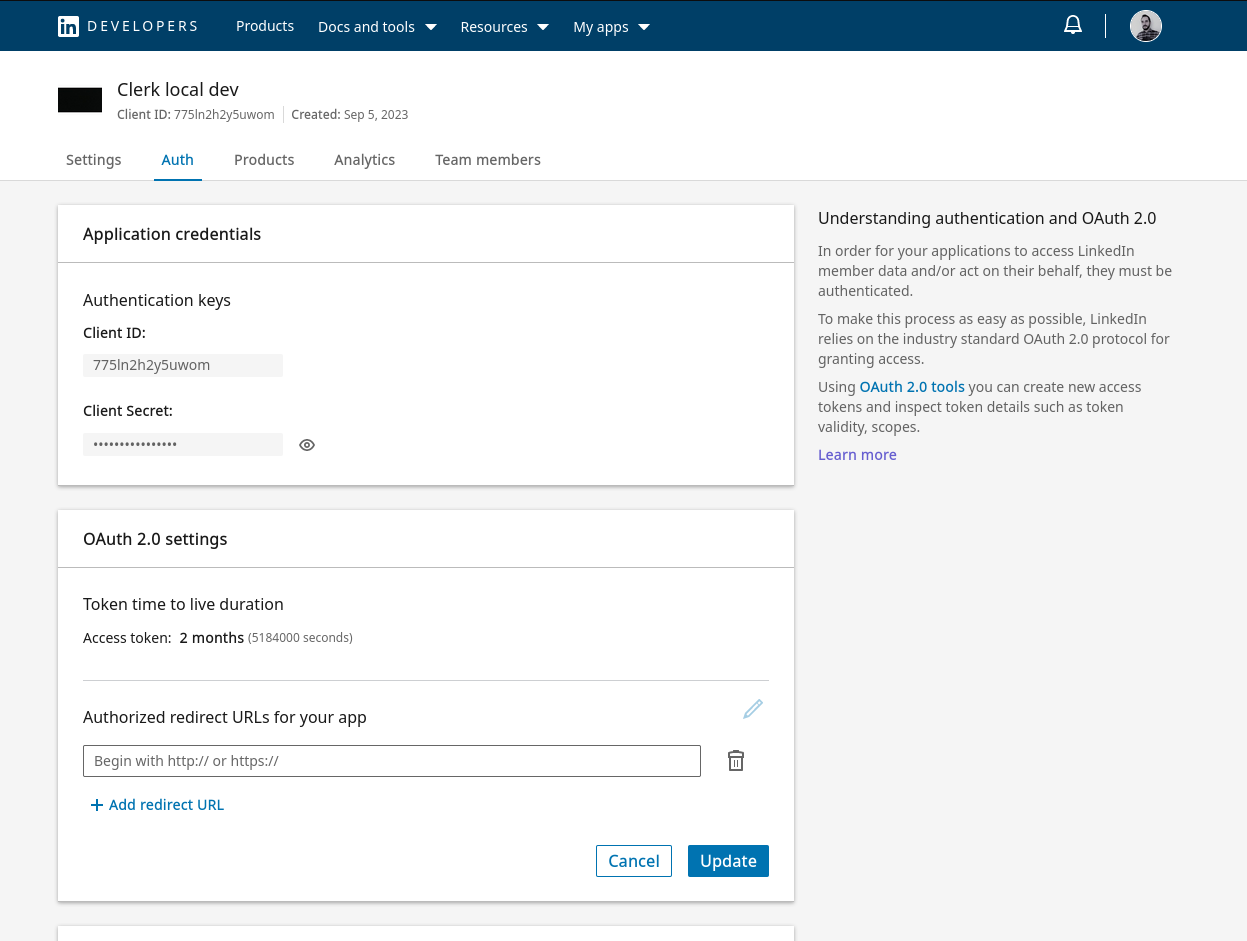 in DEVELOPERS Products Docs and tools Resources My apps
Clerk local dev
Client ID: 775ln2h2y5uwom Created: Sep 5, 2023
Settings Auth Products Analytics Team members
Application credentials
Authentication keys
Client ID:
775ln2h2y5uwom
Client Secret:
••••••••••••••••
OAuth 2.0 settings
Token time to live duration
Access token: 2 months (5184000 seconds)
Authorized redirect URLs for your app
Begin with http:// or https://
+ Add redirect URL
Cancel Update
Understanding authentication and OAuth 2.0
In order for your applications to access LinkedIn
member data and/or act on their behalf, they must be
authenticated.
To make this process as easy as possible, LinkedIn
relies on the industry standard OAuth 2.0 protocol for
granting access.
Using OAuth 2.0 tools you can create new access
tokens and inspect token details such as token
validity, scopes.
Learn more